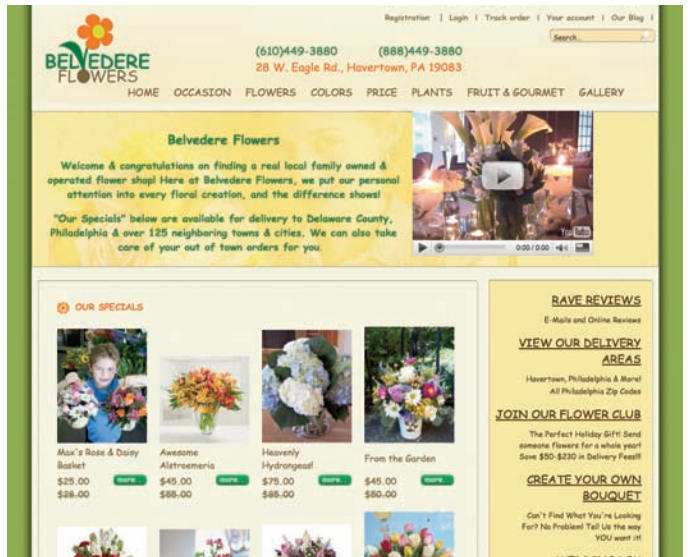 Registration | Login | Track order | Your account | Our Blog |
Search...
BELVEDERE
FLOWERS
(610)449-3880 (888)449-3880
28 W. Eagle Rd., Havertown, PA 19083
HOME OCCASION FLOWERS COLORS PRICE PLANTS FRUIT & GOURMET GALLERY
Belvedere Flowers
Welcome & congratulations on finding a real local family owned &
operated flower shop! Here at Belvedere Flowers, we put our personal
attention into every floral creation, and the difference shows!
"Our Specials" below are available for delivery to Delaware County,
Philadelphia & over 125 neighboring towns & cities. We can also take
care of your out of town orders for you.
You Tube
0:00 / 0:00
OUR SPECIALS
Max's Rose & Daisy
Basket
$25.00 more...
$28.00
Awesome
Alstroemeria
$45.00 more...
$55.00
Heavenly
Hydrangeas!
$75.00 more...
$85.00
From the Garden
$45.00 more...
$50.00
RAVE REVIEWS
E-Mails and Online Reviews
VIEW OUR DELIVERY
AREAS
Havertown, Philadelphia & More!
All Philadelphia Zip Codes
JOIN OUR FLOWER CLUB
The Perfect Holiday Gift! Send
someone flowers for a whole year!
Save $50-$230 in Delivery Fees!!!
CREATE YOUR OWN
BOUQUET
Can't Find What You're Looking
For? No Problem! Tell Us the way
YOU want it!